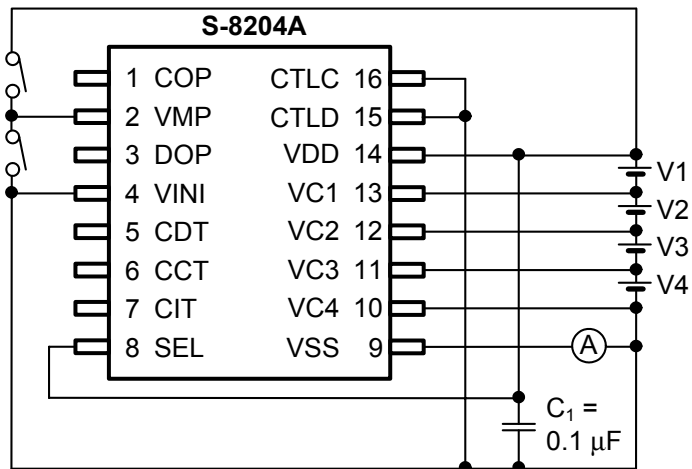 S-8204A
1 COP CTLC 16
2 VMP CTLD 15
3 DOP VDD 14
4 VINI VC1 13
5 CDT VC2 12
6 CCT VC3 11
7 CIT VC4 10
8 SEL VSS 9
V1
V2
V3
V4
A
C₁ =
0.1 μF